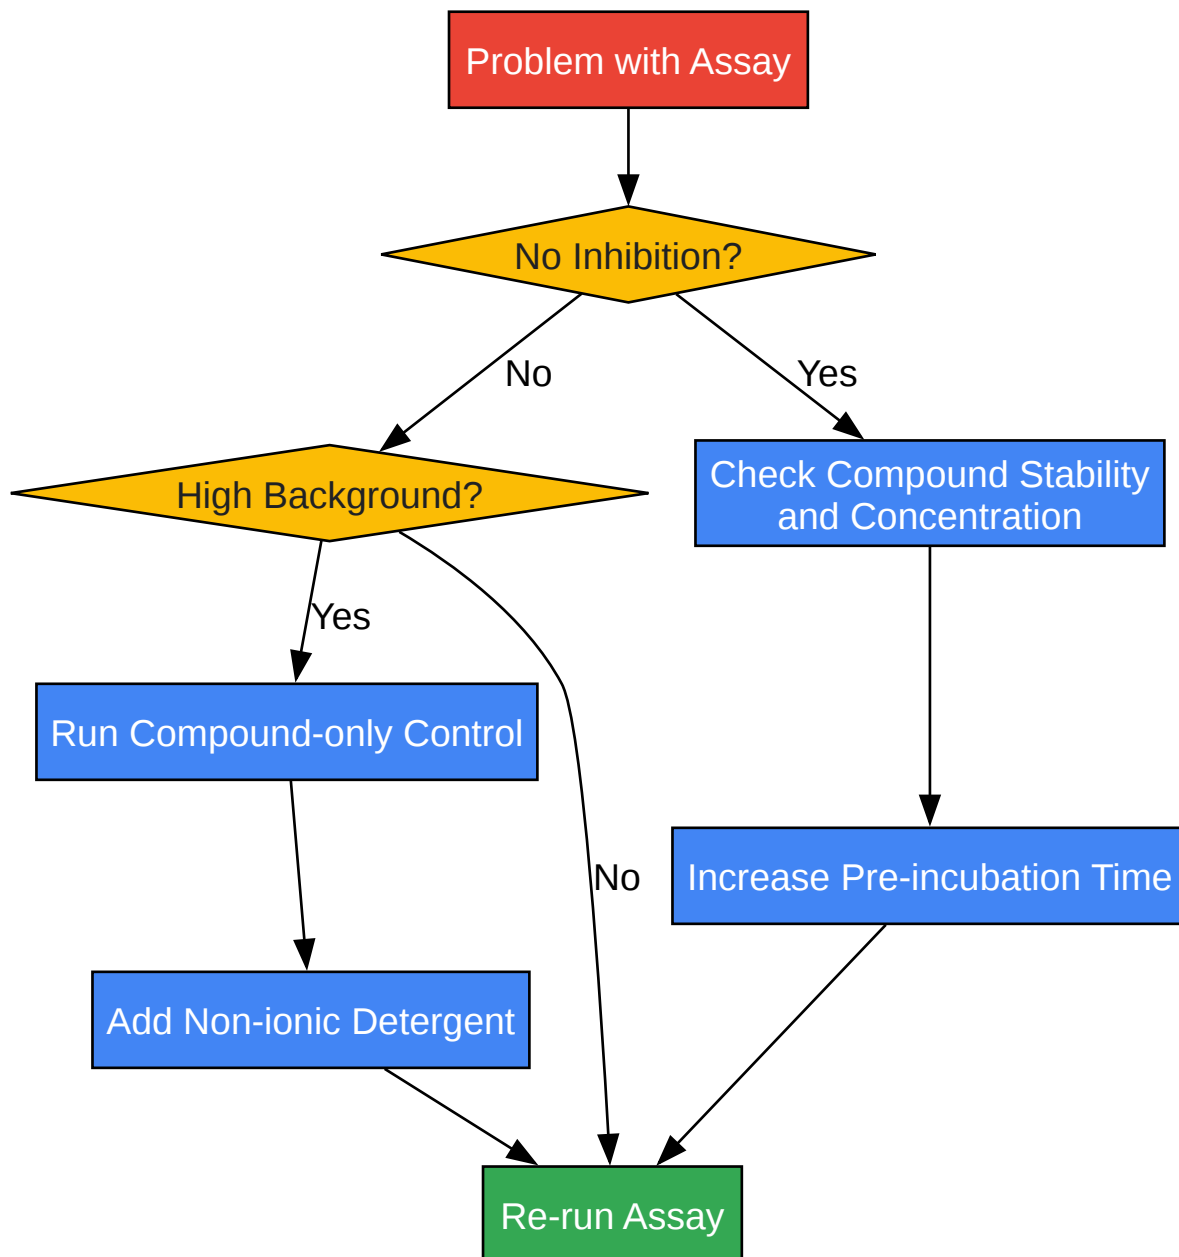 Problem with Assay
No Inhibition?
No
Yes
High Background?
Check Compound Stability
and Concentration
Yes
Run Compound-only Control
No
Increase Pre-incubation Time
Add Non-ionic Detergent
Re-run Assay